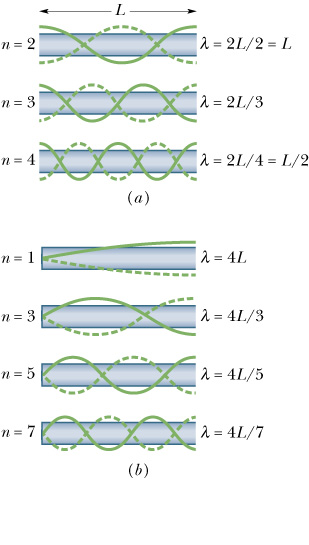 L
n = 2 λ = 2L/2 = L
n = 3 λ = 2L/3
n = 4 λ = 2L/4 = L/2
(a)
n = 1 λ = 4L
n = 3 λ = 4L/3
n = 5 λ = 4L/5
n = 7 λ = 4L/7
(b)